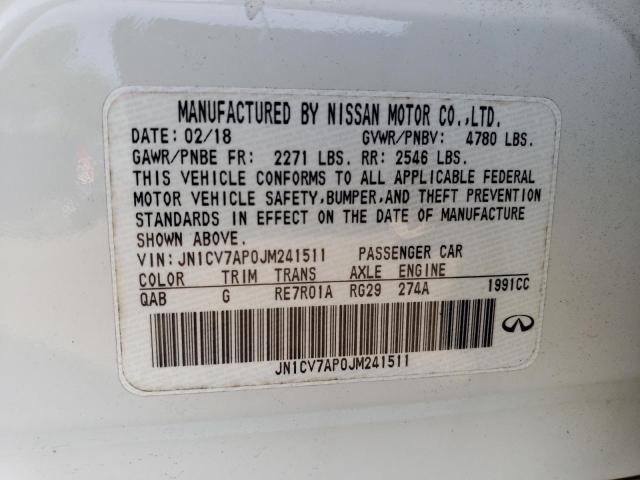 MANUFACTURED BY NISSAN MOTOR CO.,LTD.
DATE: 02/18 GVWR/PNBV: 4780 LBS.
GAWR/PNBE FR: 2271 LBS. RR: 2546 LBS.
THIS VEHICLE CONFORMS TO ALL APPLICABLE FEDERAL
MOTOR VEHICLE SAFETY,BUMPER,AND THEFT PREVENTION
STANDARDS IN EFFECT ON THE DATE OF MANUFACTURE
SHOWN ABOVE.
VIN: JN1CV7AP0JM241511 PASSENGER CAR
COLOR TRIM TRANS AXLE ENGINE
QAB G RE7R01A RG29 274A 1991CC
JN1CV7AP0JM241511